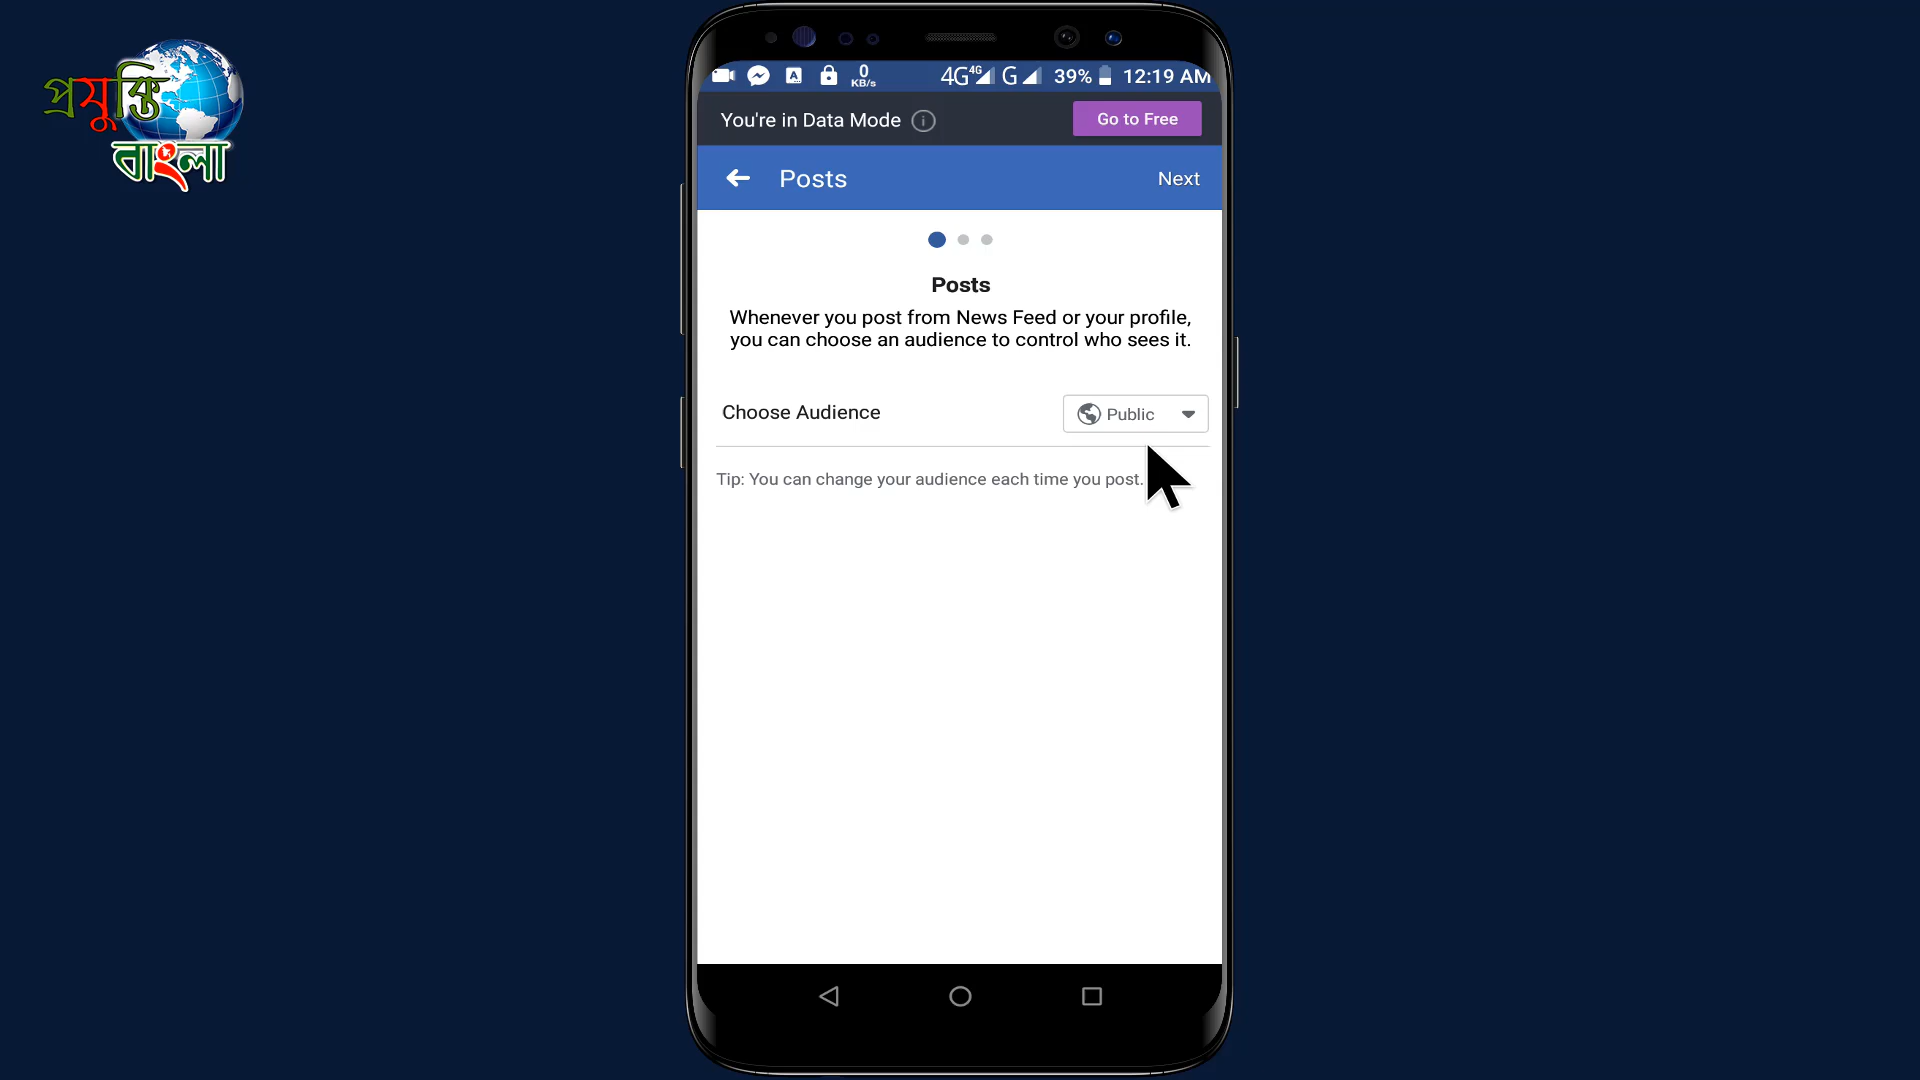 প্রযুক্তি
বাংলা
0
KB/s
4G 4G G 39% 12:19 AM
You're in Data Mode
Go to Free
Posts
Next
Posts
Whenever you post from News Feed or your profile,
you can choose an audience to control who sees it.
Choose Audience
Public
Tip: You can change your audience each time you post.